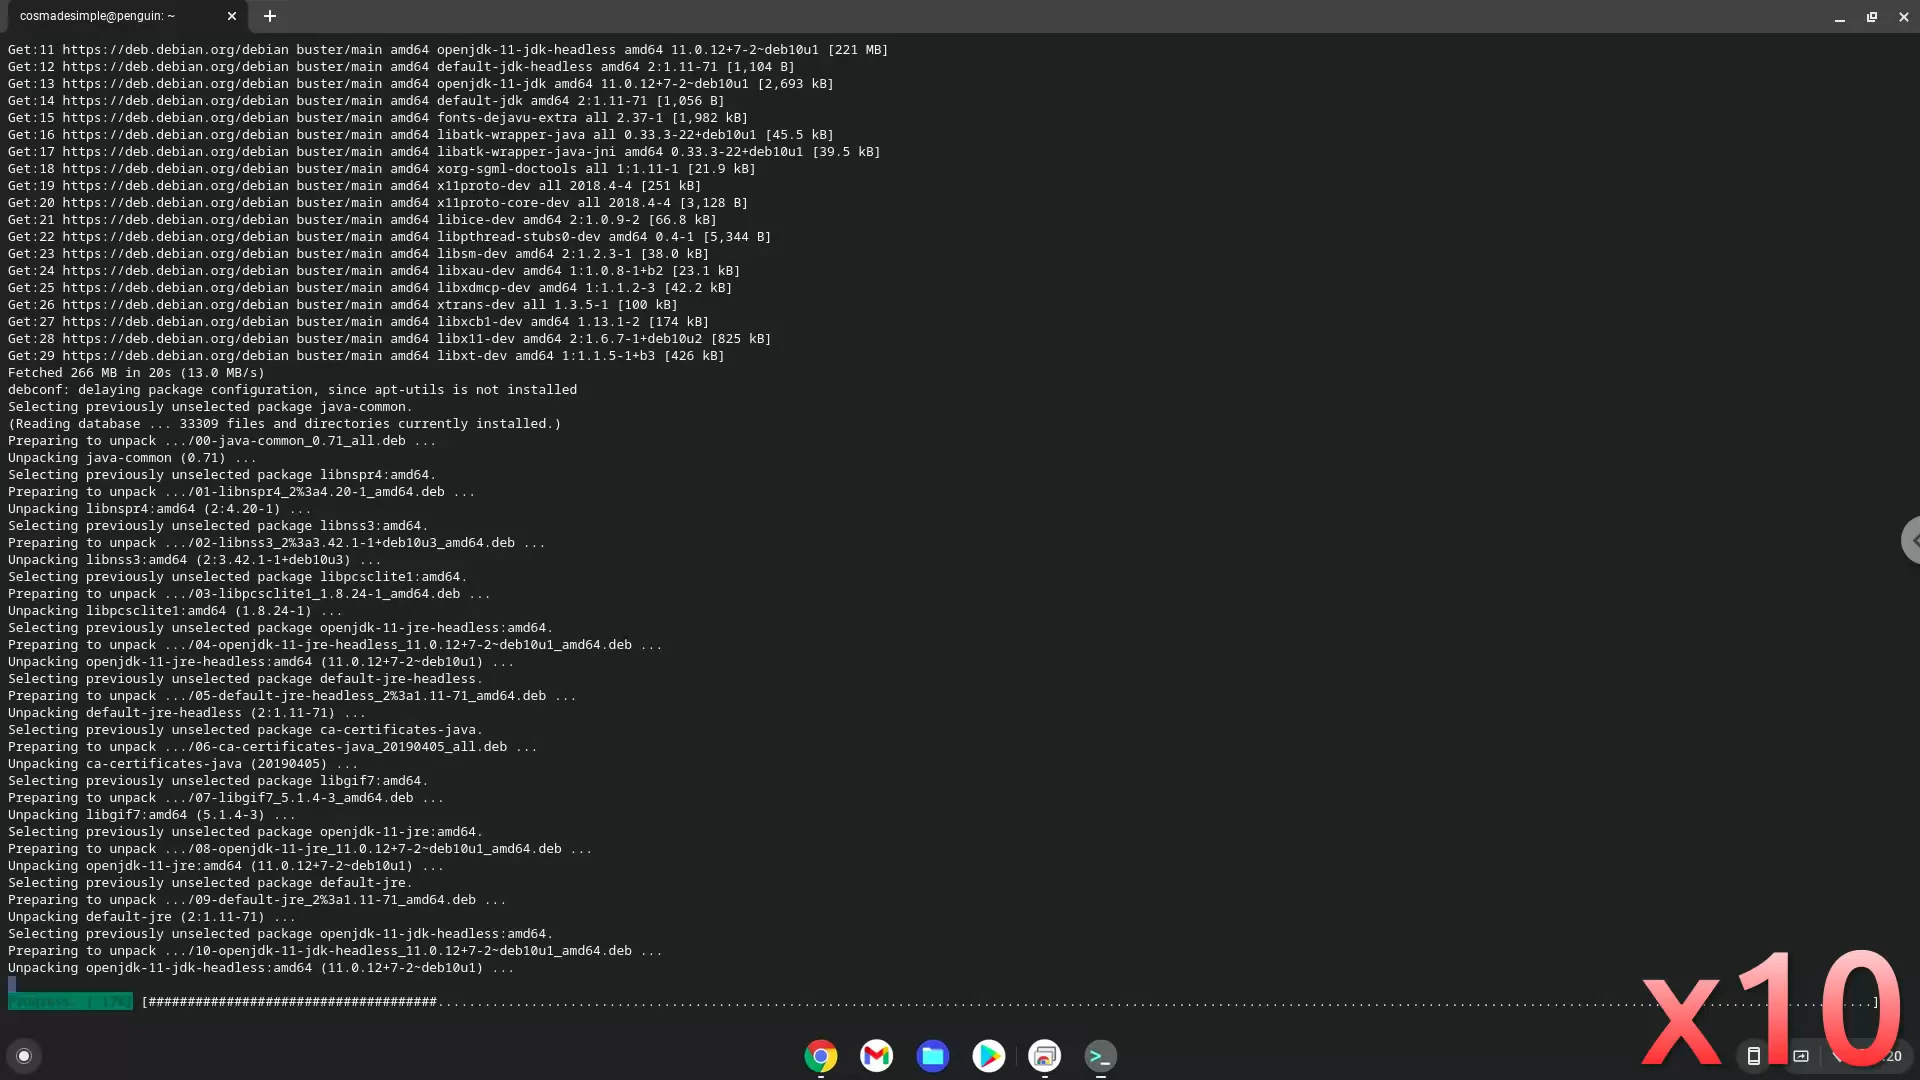 cosmadesimple@penguin: ~
Get:11 https://deb.debian.org/debian buster/main amd64 openjdk-11-jdk-headless amd64 11.0.12+7-2~deb10u1 [221 MB]
Get:12 https://deb.debian.org/debian buster/main amd64 default-jdk-headless amd64 2:1.11-71 [1,104 B]
Get:13 https://deb.debian.org/debian buster/main amd64 openjdk-11-jdk amd64 11.0.12+7-2~deb10u1 [2,693 kB]
Get:14 https://deb.debian.org/debian buster/main amd64 default-jdk amd64 2:1.11-71 [1,056 B]
Get:15 https://deb.debian.org/debian buster/main amd64 fonts-dejavu-extra all 2.37-1 [1,982 kB]
Get:16 https://deb.debian.org/debian buster/main amd64 libatk-wrapper-java all 0.33.3-22+deb10u1 [45.5 kB]
Get:17 https://deb.debian.org/debian buster/main amd64 libatk-wrapper-java-jni amd64 0.33.3-22+deb10u1 [39.5 kB]
Get:18 https://deb.debian.org/debian buster/main amd64 xorg-sgml-doctools all 1:1.11-1 [21.9 kB]
Get:19 https://deb.debian.org/debian buster/main amd64 x11proto-dev all 2018.4-4 [251 kB]
Get:20 https://deb.debian.org/debian buster/main amd64 x11proto-core-dev all 2018.4-4 [3,128 B]
Get:21 https://deb.debian.org/debian buster/main amd64 libice-dev amd64 2:1.0.9-2 [66.8 kB]
Get:22 https://deb.debian.org/debian buster/main amd64 libpthread-stubs0-dev amd64 0.4-1 [5,344 B]
Get:23 https://deb.debian.org/debian buster/main amd64 libsm-dev amd64 2:1.2.3-1 [38.0 kB]
Get:24 https://deb.debian.org/debian buster/main amd64 libxau-dev amd64 1:1.0.8-1+b2 [23.1 kB]
Get:25 https://deb.debian.org/debian buster/main amd64 libxdmcp-dev amd64 1:1.1.2-3 [42.2 kB]
Get:26 https://deb.debian.org/debian buster/main amd64 xtrans-dev all 1.3.5-1 [100 kB]
Get:27 https://deb.debian.org/debian buster/main amd64 libxcb1-dev amd64 1.13.1-2 [174 kB]
Get:28 https://deb.debian.org/debian buster/main amd64 libx11-dev amd64 2:1.6.7-1+deb10u2 [825 kB]
Get:29 https://deb.debian.org/debian buster/main amd64 libxt-dev amd64 1:1.1.5-1+b3 [426 kB]
Fetched 266 MB in 20s (13.0 MB/s)
debconf: delaying package configuration, since apt-utils is not installed
Selecting previously unselected package java-common.
(Reading database ... 33309 files and directories currently installed.)
Preparing to unpack .../00-java-common_0.71_all.deb ...
Unpacking java-common (0.71) ...
Selecting previously unselected package libnspr4:amd64.
Preparing to unpack .../01-libnspr4_2%3a4.20-1_amd64.deb ...
Unpacking libnspr4:amd64 (2:4.20-1) ...
Selecting previously unselected package libnss3:amd64.
Preparing to unpack .../02-libnss3_2%3a3.42.1-1+deb10u3_amd64.deb ...
Unpacking libnss3:amd64 (2:3.42.1-1+deb10u3) ...
Selecting previously unselected package libpcsclite1:amd64.
Preparing to unpack .../03-libpcsclite1_1.8.24-1_amd64.deb ...
Unpacking libpcsclite1:amd64 (1.8.24-1) ...
Selecting previously unselected package openjdk-11-jre-headless:amd64.
Preparing to unpack .../04-openjdk-11-jre-headless_11.0.12+7-2~deb10u1_amd64.deb ...
Unpacking openjdk-11-jre-headless:amd64 (11.0.12+7-2~deb10u1) ...
Selecting previously unselected package default-jre-headless.
Preparing to unpack .../05-default-jre-headless_2%3a1.11-71_amd64.deb ...
Unpacking default-jre-headless (2:1.11-71) ...
Selecting previously unselected package ca-certificates-java.
Preparing to unpack .../06-ca-certificates-java_20190405_all.deb ...
Unpacking ca-certificates-java (20190405) ...
Selecting previously unselected package libgif7:amd64.
Preparing to unpack .../07-libgif7_5.1.4-3_amd64.deb ...
Unpacking libgif7:amd64 (5.1.4-3) ...
Selecting previously unselected package openjdk-11-jre:amd64.
Preparing to unpack .../08-openjdk-11-jre_11.0.12+7-2~deb10u1_amd64.deb ...
Unpacking openjdk-11-jre:amd64 (11.0.12+7-2~deb10u1) ...
Selecting previously unselected package default-jre.
Preparing to unpack .../09-default-jre_2%3a1.11-71_amd64.deb ...
Unpacking default-jre (2:1.11-71) ...
Selecting previously unselected package openjdk-11-jdk-headless:amd64.
Preparing to unpack .../10-openjdk-11-jdk-headless_11.0.12+7-2~deb10u1_amd64.deb ...
Unpacking openjdk-11-jdk-headless:amd64 (11.0.12+7-2~deb10u1) ...
[#####################################...]
x10